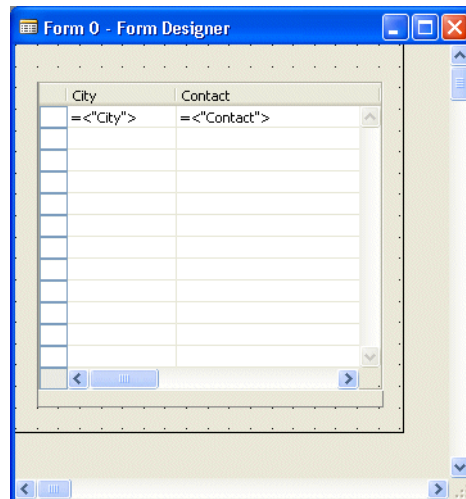 Form 0 - Form Designer
City Contact
=<"City"> =<"Contact">